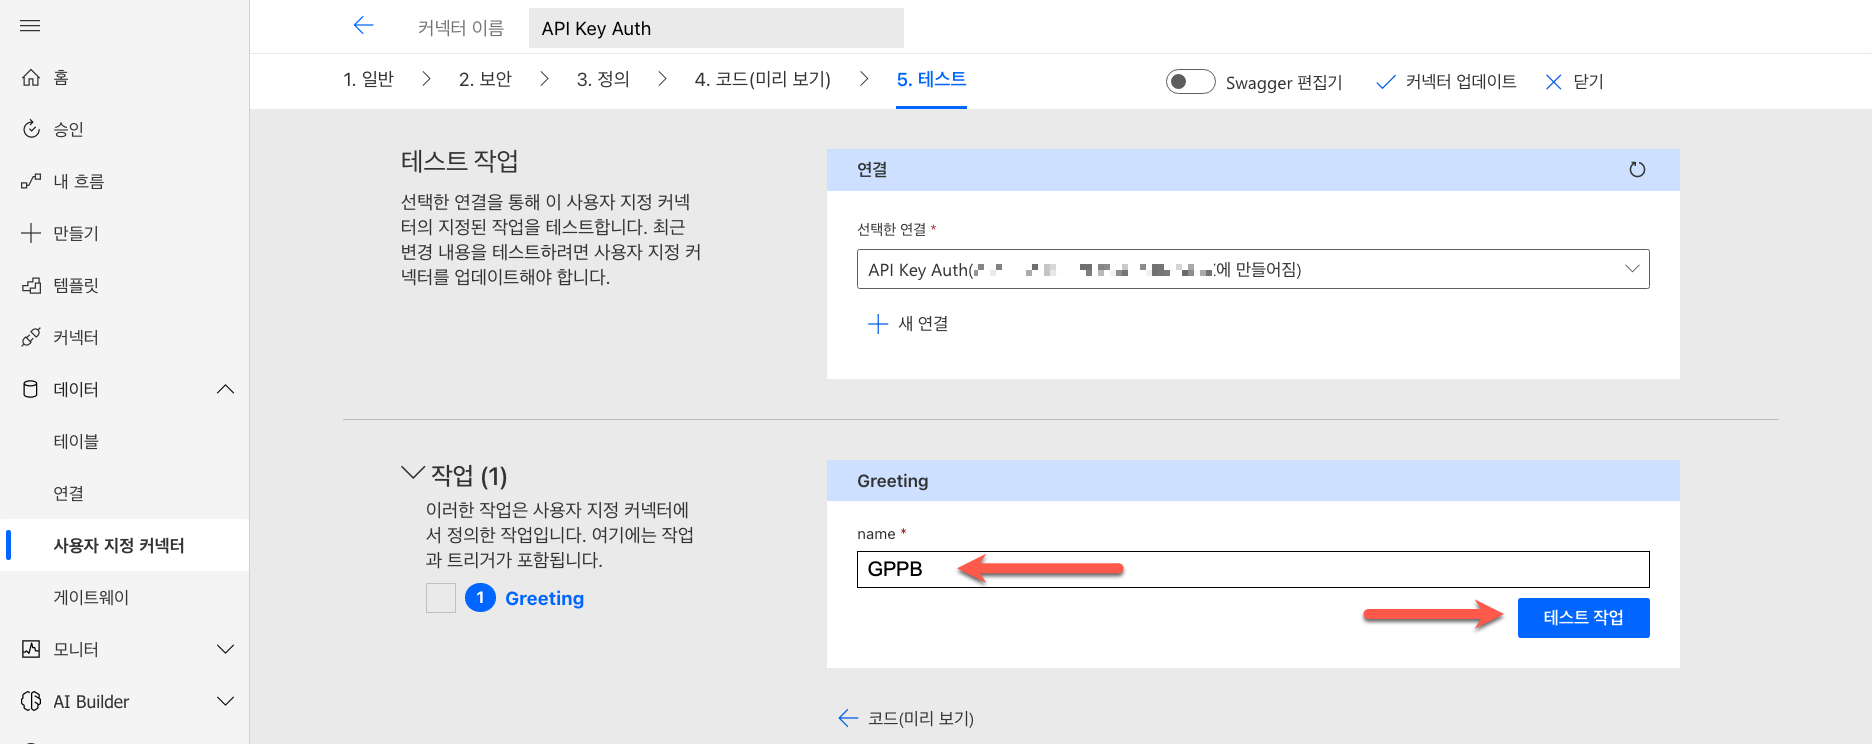 커넥터 이름
API Key Auth
1. 일반
2. 보안
3. 정의
4. 코드(미리 보기)
5. 테스트
Swagger 편집기
커넥터 업데이트
닫기
홈
승인
내 흐름
만들기
템플릿
커넥터
데이터
테이블
연결
사용자 지정 커넥터
게이트웨이
모니터
AI Builder
테스트 작업
선택한 연결을 통해 이 사용자 지정 커넥
터의 지정된 작업을 테스트합니다. 최근
변경 내용을 테스트하려면 사용자 지정 커
넥터를 업데이트해야 합니다.
연결
선택한 연결 *
API Key Auth(
에 만들어짐)
새 연결
작업 (1)
이러한 작업은 사용자 지정 커넥터에
서 정의한 작업입니다. 여기에는 작업
과 트리거가 포함됩니다.
1 Greeting
Greeting
name *
GPPB
테스트 작업
코드(미리 보기)